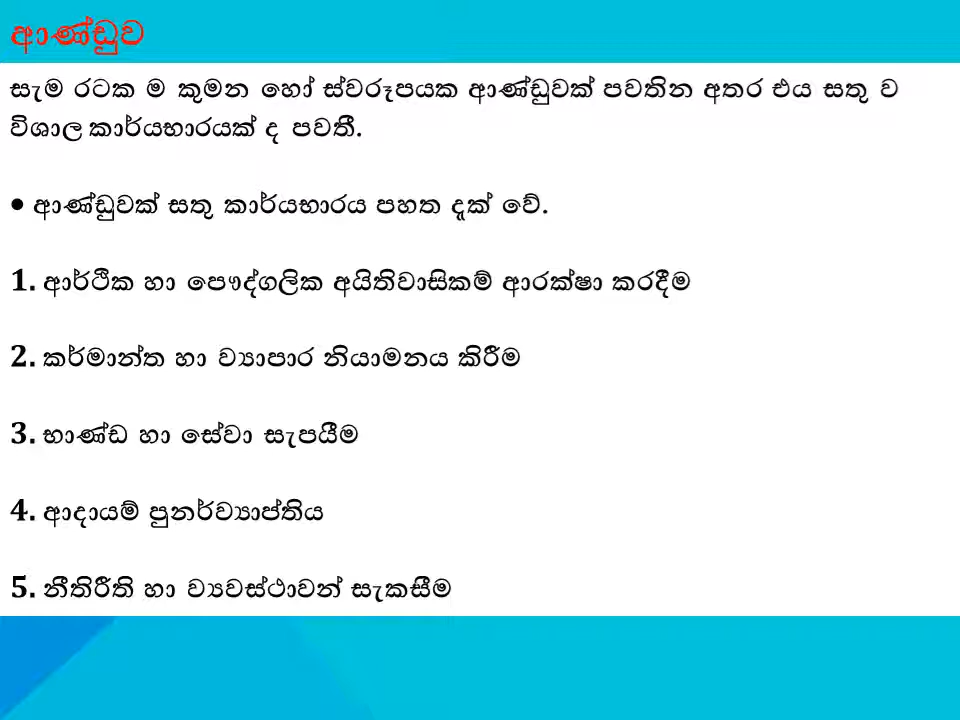 ආණ්ඩුව
සැම රටක ම කුමන හෝ ස්වරූපයක ආණ්ඩුවක් පවතින අතර එය සතු ව
විශාල කාර්යභාරයක් ද පවතී.
• ආණ්ඩුවක් සතු කාර්යභාරය පහත දැක් වේ.
1. ආර්ථික හා පෞද්ගලික අයිතිවාසිකම් ආරක්ෂා කරදීම
2. කර්මාන්ත හා ව්‍යාපාර නියාමනය කිරීම
3. භාණ්ඩ හා සේවා සැපයීම
4. ආදායම් පුනර්ව්‍යාප්තිය
5. නීතිරීති හා ව්‍යවස්ථාවන් සැකසීම